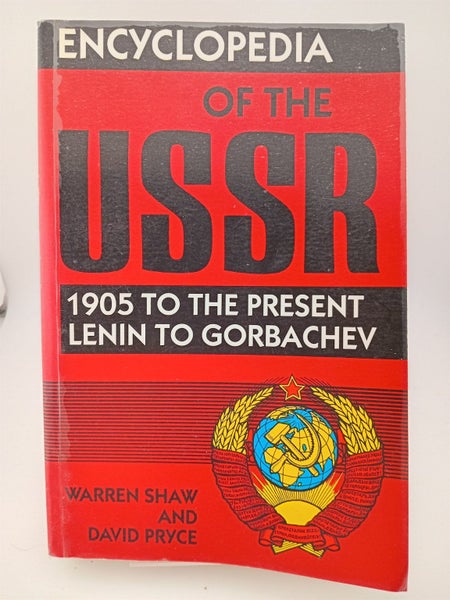 ENCYCLOPEDIA
OF THE
USSR
1905 TO THE PRESENT
LENIN TO GORBACHEV
WARREN SHAW
AND
DAVID PRYCE